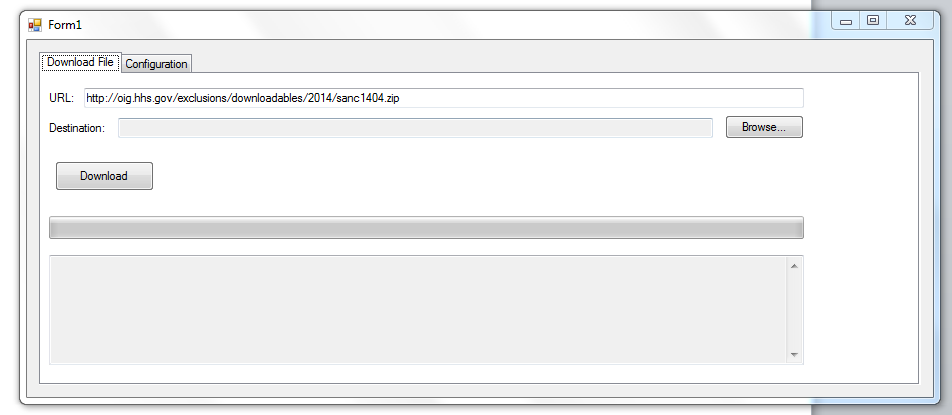 Form1
Download File Configuration
URL: http://oig.hhs.gov/exclusions/downloadables/2014/sanc1404.zip
Destination: Browse...
Download